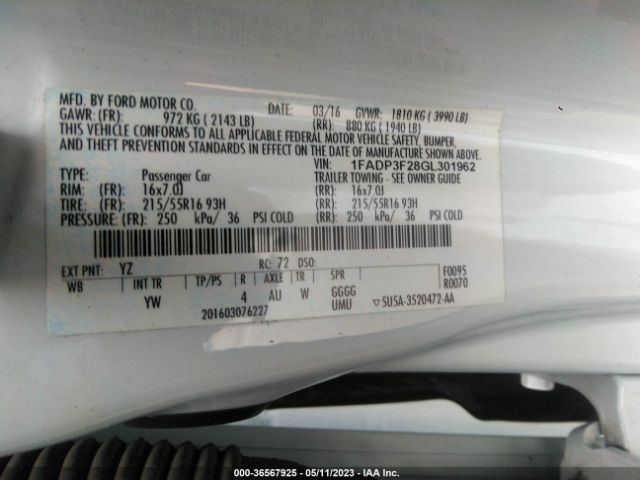 MFD. BY FORD MOTOR CO. DATE: 03/16 GVWR: 1810 KG ( 3990 LB)
GAWR: (FR): 972 KG ( 2143 LB) (RR): 880 KG ( 1940 LB)
THIS VEHICLE CONFORMS TO ALL APPLICABLE FEDERAL MOTOR VEHICLE SAFETY, BUMPER,
AND THEFT PREVENTION STANDARDS IN EFFECT ON THE DATE OF MANUFACTURE SHOWN ABOVE.
VIN: 1FADP3F28GL301962
TYPE: Passenger Car TRAILER TOWING - SEE OWNER GUIDE
RIM: (FR): 16x7.0J (RR): 16x7.0J
TIRE: (FR): 215/55R16 93H (RR): 215/55R16 93H
PRESSURE: (FR): 250 kPa/ 36 PSI COLD (RR): 250 kPa/ 36 PSI COLD
EXT PNT: YZ RC: 72 DSO: F0095
WB INT TR TP/PS R AXLE TR SPR R0070
YW 4 AU W GGGG
UMU
201603076227 5U5A-3520472-AA
000-36567925 - 05/11/2023 - IAA Inc.